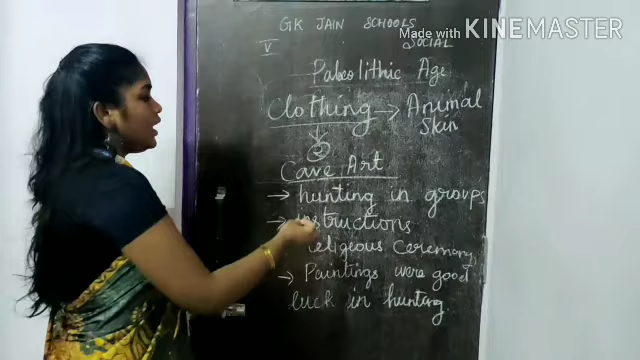 GK JAIN SCHOOLS
Made with KINEMASTER
V SOCIAL
Paleolithic Age
Clothing → Animal
Skin
Cave Art
→ hunting in groups
→ instructions
religeous ceremony
→ Paintings were good
luck in hunting.